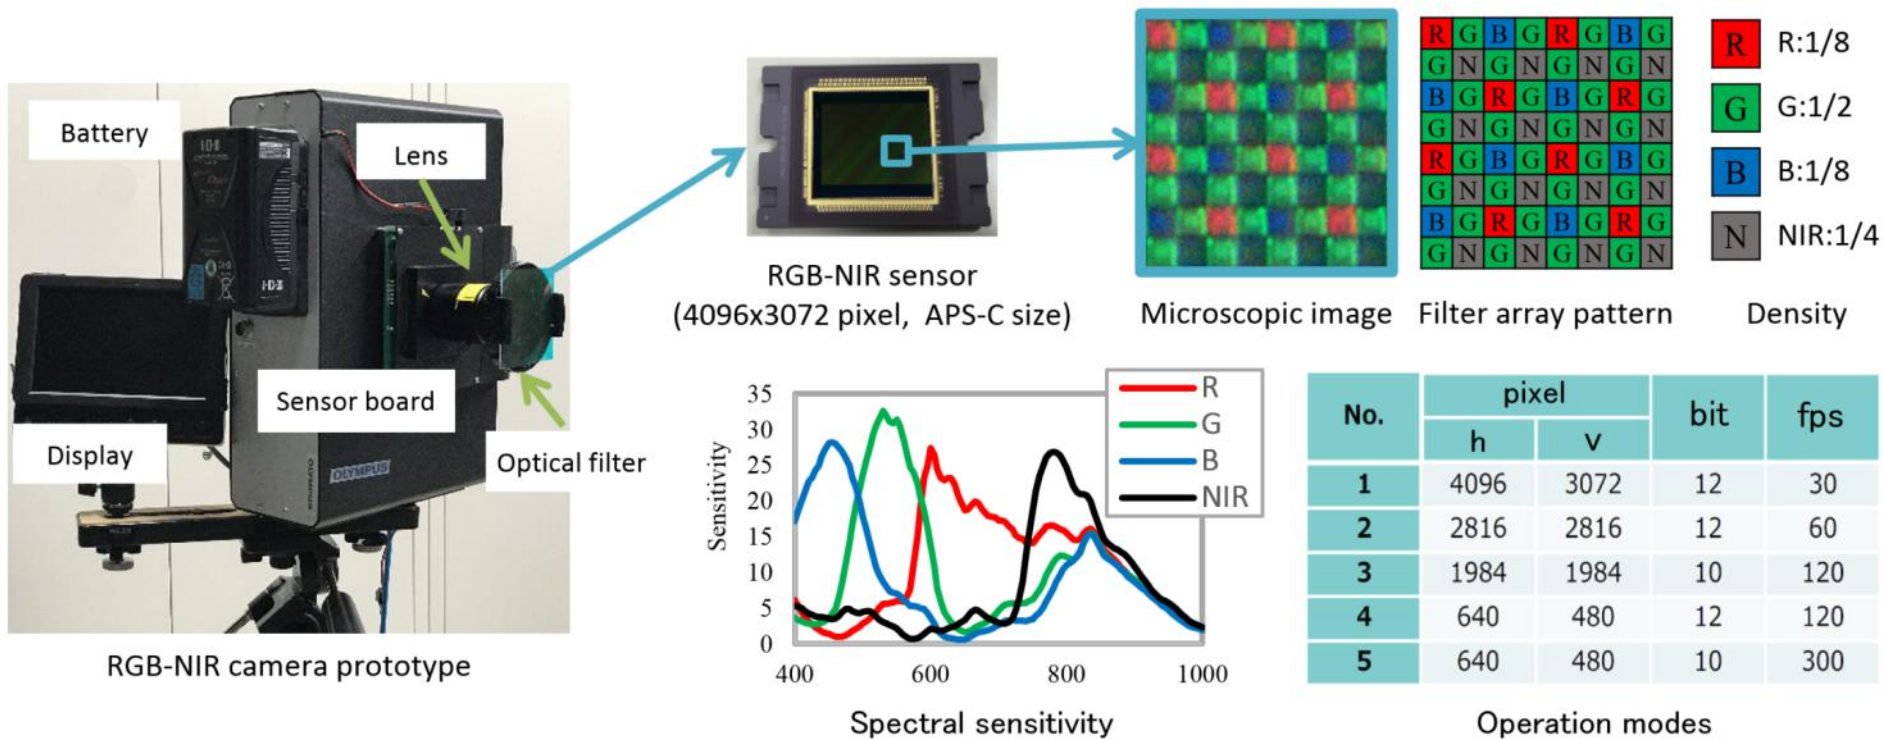 Battery
Lens
Sensor board
Display
Optical filter
OLYMPUS
RGB-NIR camera prototype
RGB-NIR sensor
(4096x3072 pixel, APS-C size)
Microscopic image
R G B G R G B G
G N G N G N G N
B G R G B G R G
G N G N G N G N
R G B G R G B G
G N G N G N G N
B G R G B G R G
G N G N G N G N
Filter array pattern
R R:1/8
G G:1/2
B B:1/8
N NIR:1/4
Density
Sensitivity
35
30
25
20
15
10
5
0
400 600 800 1000
R
G
B
NIR
Spectral sensitivity
No. pixel bit fps
h v
1 4096 3072 12 30
2 2816 2816 12 60
3 1984 1984 10 120
4 640 480 12 120
5 640 480 10 300
Operation modes